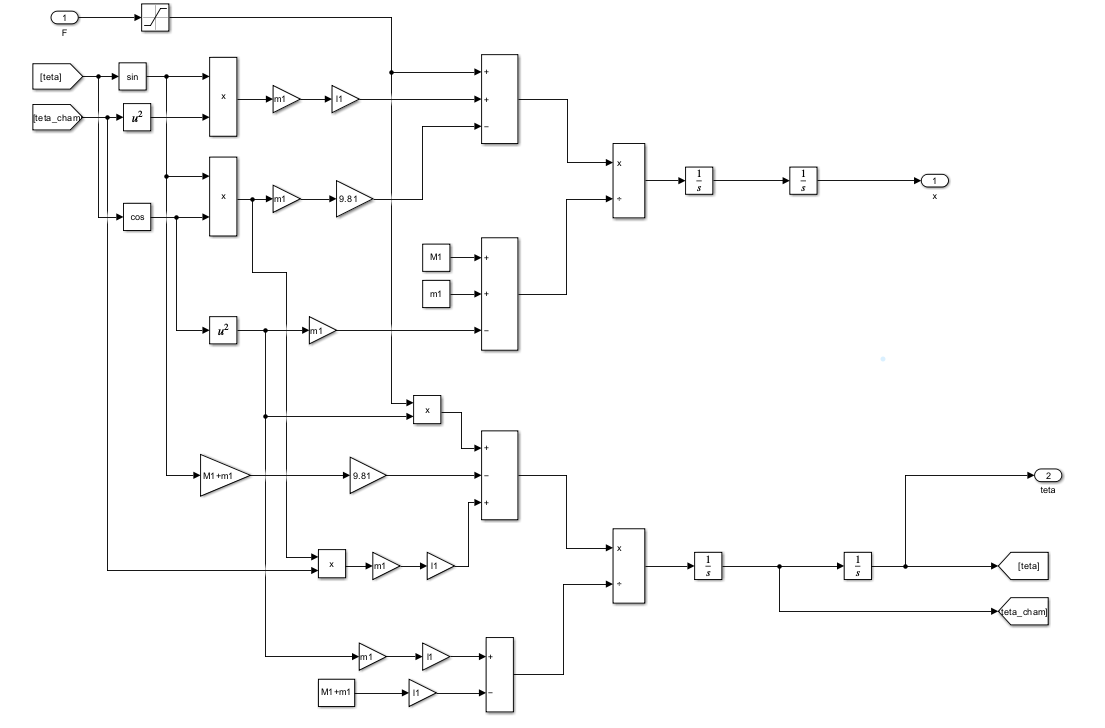 1
F
[teta]
sin
x
m1
l1
+
+
−
[teta_cham
u²
x
÷
1
s
1
s
1
x
x
m1
9.81
cos
M1
m1
+
+
−
u²
m1
x
+
−
+
M1+m1
9.81
2
teta
x
÷
1
s
1
s
[teta]
teta_cham]
x
m1
l1
m1
l1
+
−
M1+m1
l1